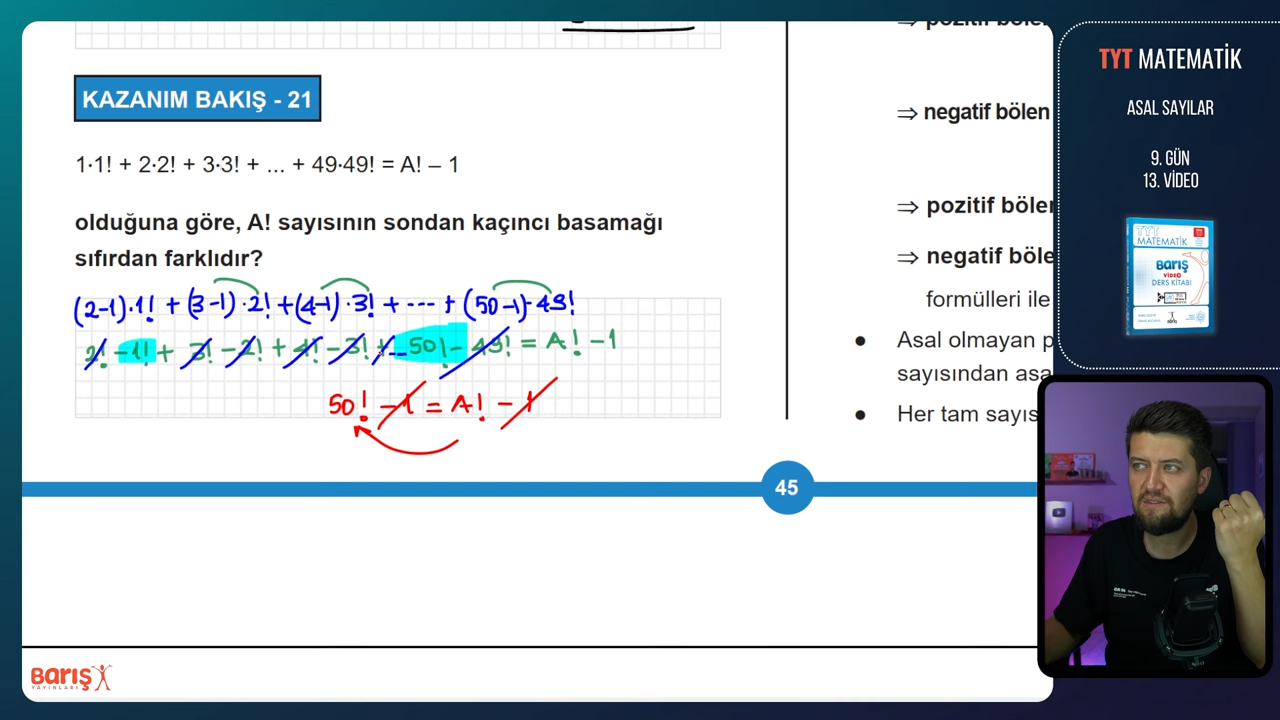 ⇒ pozitif bölen
KAZANIM BAKIŞ - 21
1·1! + 2·2! + 3·3! + ... + 49·49! = A! – 1
olduğuna göre, A! sayısının sondan kaçıncı basamağı
sıfırdan farklıdır?
(2-1)·1! + (3-1)·2! + (4-1)·3! + ---- + (50-1)·49!
2! - 1! + 3! - 2! + 4! - 3! + -- 50! - 49! = A! - 1
50! - 1 = A! - 1
⇒ negatif bölen
⇒ pozitif böler
⇒ negatif böle
formülleri ile
● Asal olmayan p
sayısından asa
● Her tam sayıs
45
Barış
YAYINLARI
TYT MATEMATİK
ASAL SAYILAR
9. GÜN
13. VİDEO
TYT
MATEMATİK
Barış
VİDEO
DERS KİTABI